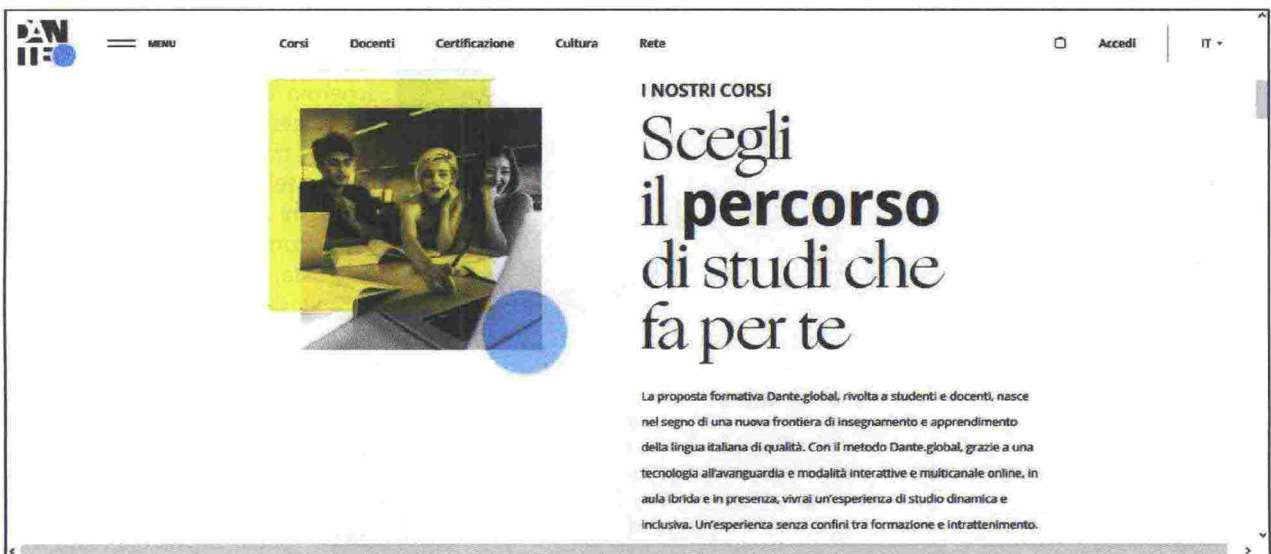 DAN
TE
MENU
Corsi
Docenti
Certificazione
Cultura
Rete
Accedi
IT
I NOSTRI CORSI
Scegli
il percorso
di studi che
fa per te
La proposta formativa Dante.global, rivolta a studenti e docenti, nasce
nel segno di una nuova frontiera di insegnamento e apprendimento
della lingua italiana di qualità. Con il metodo Dante.global, grazie a una
tecnologia all'avanguardia e modalità interattive e multicanale online, in
aula ibrida e in presenza, vivrai un'esperienza di studio dinamica e
inclusiva. Un'esperienza senza confini tra formazione e intrattenimento.